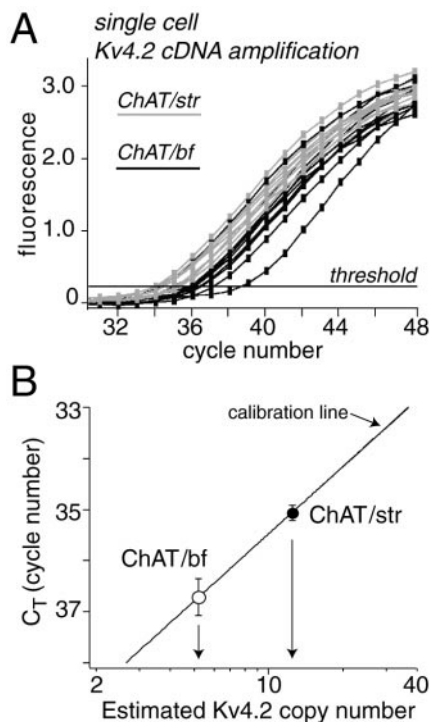 A
single cell
Kv4.2 cDNA amplification
ChAT/str
ChAT/bf
fluorescence
3.0
2.0
1.0
0
threshold
32
36
40
44
48
cycle number
B
33
35
37
C_T (cycle number)
calibration line
ChAT/str
ChAT/bf
2
10
40
Estimated Kv4.2 copy number